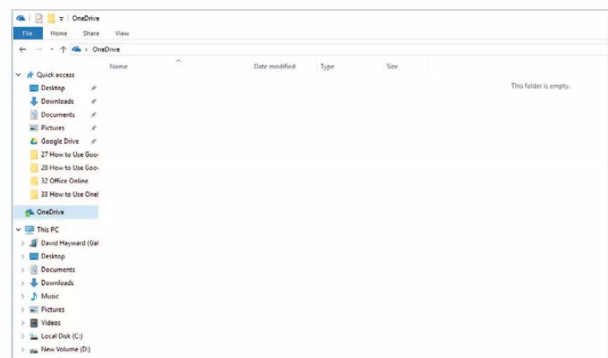 OneDrive
File Home Share View
OneDrive
Name Date modified Type Size
This folder is empty.
Quick access
Desktop
Downloads
Documents
Pictures
Google Drive
27 How to Use Goo
28 How to Use Goo
32 Office Online
33 How to Use Onel
OneDrive
This PC
David Hayward (Gal
Desktop
Documents
Downloads
Music
Pictures
Videos
Local Disk (C:)
New Volume (D:)